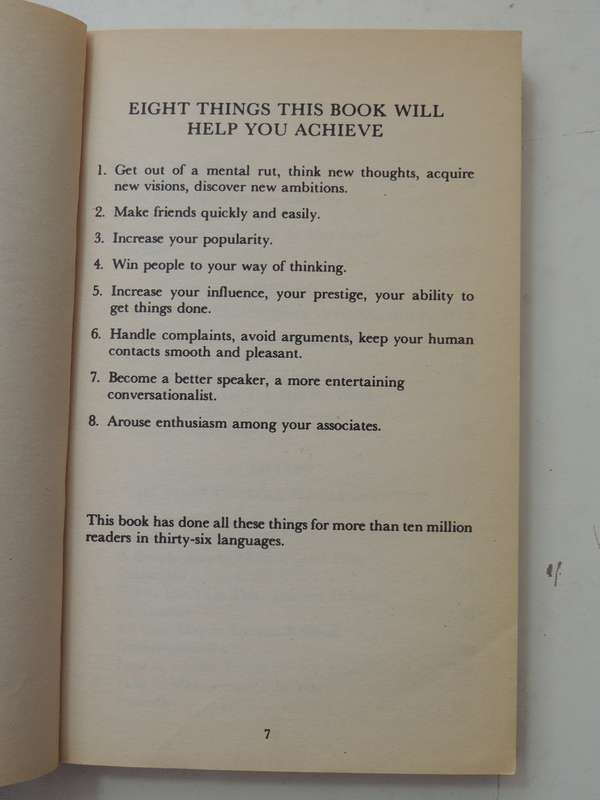 EIGHT THINGS THIS BOOK WILL
HELP YOU ACHIEVE
1. Get out of a mental rut, think new thoughts, acquire
new visions, discover new ambitions.
2. Make friends quickly and easily.
3. Increase your popularity.
4. Win people to your way of thinking.
5. Increase your influence, your prestige, your ability to
get things done.
6. Handle complaints, avoid arguments, keep your human
contacts smooth and pleasant.
7. Become a better speaker, a more entertaining
conversationalist.
8. Arouse enthusiasm among your associates.
This book has done all these things for more than ten million
readers in thirty-six languages.
7